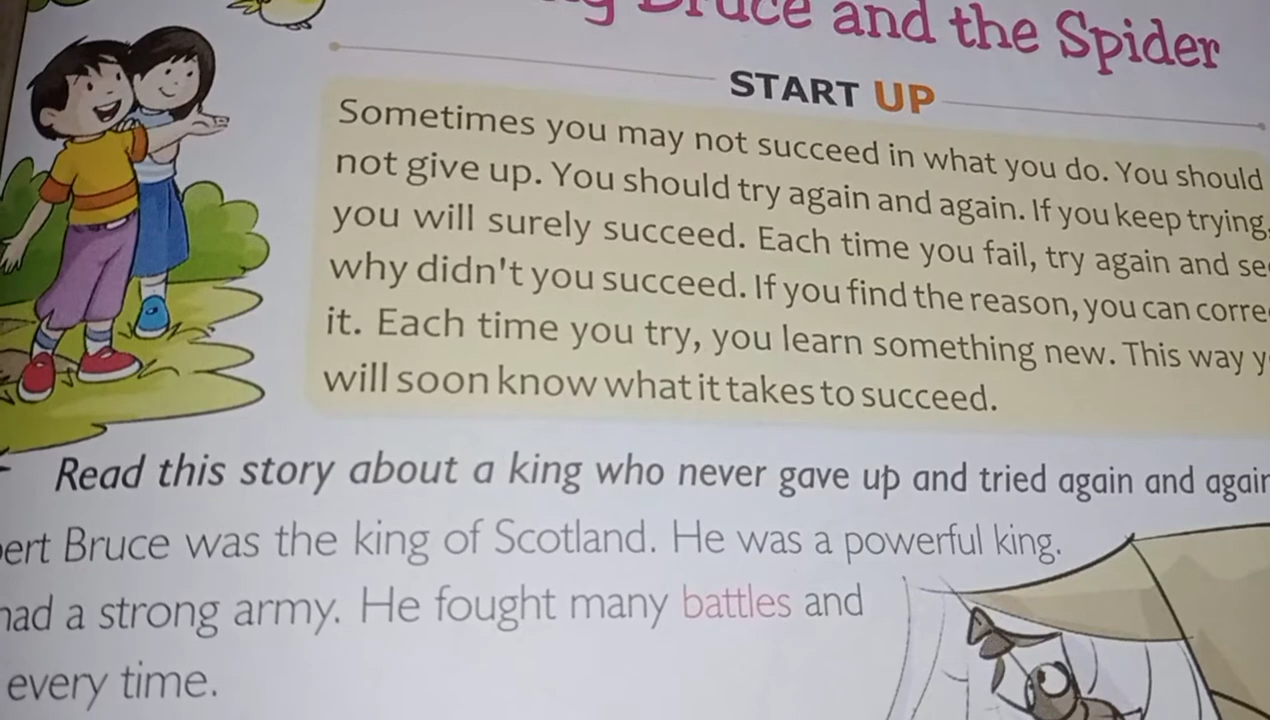 Bruce and the Spider
START UP
Sometimes you may not succeed in what you do. You should
not give up. You should try again and again. If you keep trying,
you will surely succeed. Each time you fail, try again and
why didn't you succeed. If you find the reason, you can
it. Each time you try, you learn something new. This way
will soon know what it takes to succeed.
Read this story about a king who never gave up and tried again and again
Bruce was the king of Scotland. He was a powerful king.
had a strong army. He fought many battles and
every time.